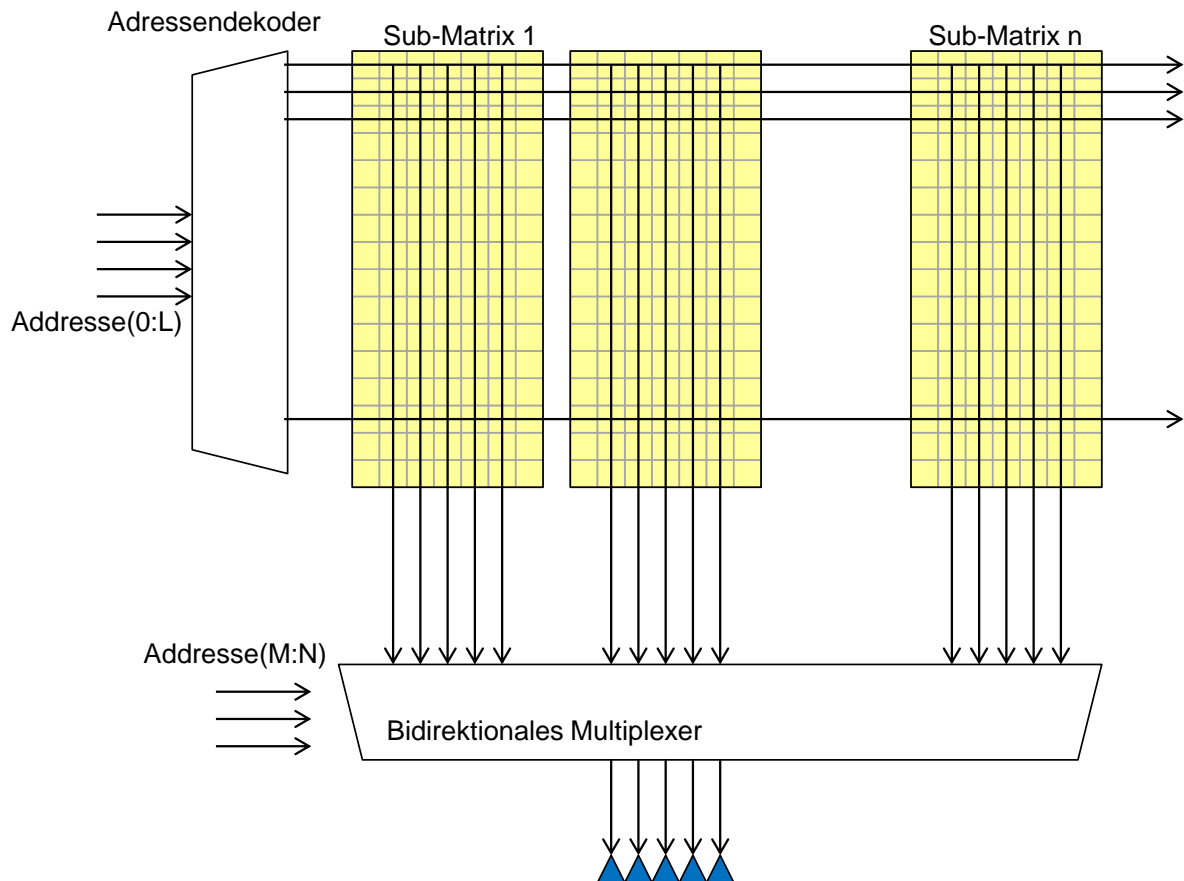 Adressendekoder
Sub-Matrix 1
Sub-Matrix n
Addresse(0:L)
Addresse(M:N)
Bidirektionales Multiplexer